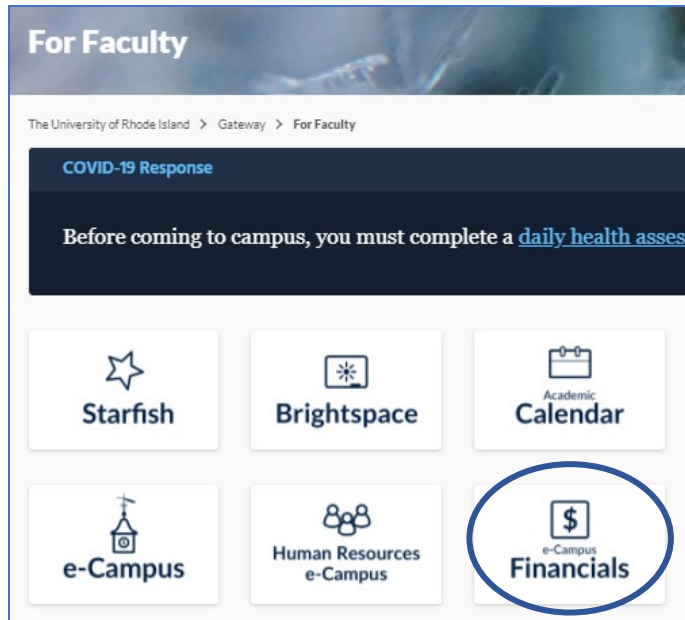 For Faculty
The University of Rhode Island > Gateway > For Faculty
COVID-19 Response
Before coming to campus, you must complete a daily health asses
Starfish
Brightspace
Academic
Calendar
e-Campus
Human Resources
e-Campus
$
e-Campus
Financials